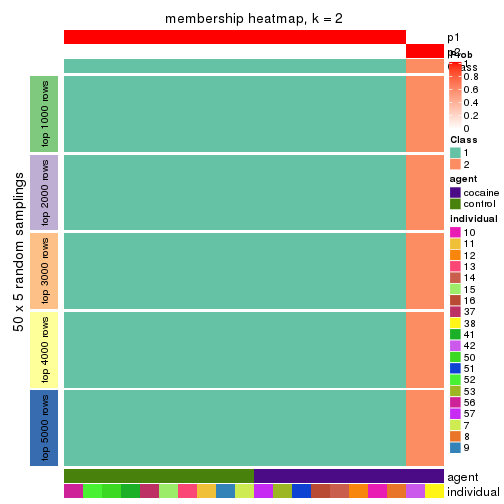 membership heatmap, k = 2
p1
p2
Class
50 x 5 random samplings
top 1000 rows
top 2000 rows
top 3000 rows
top 4000 rows
top 5000 rows
agent
individual
Prob
1
0.8
0.6
0.4
0.2
0
Class
1
2
agent
cocaine
control
individual
10
11
12
13
14
15
16
37
38
41
42
50
51
52
53
56
57
7
8
9